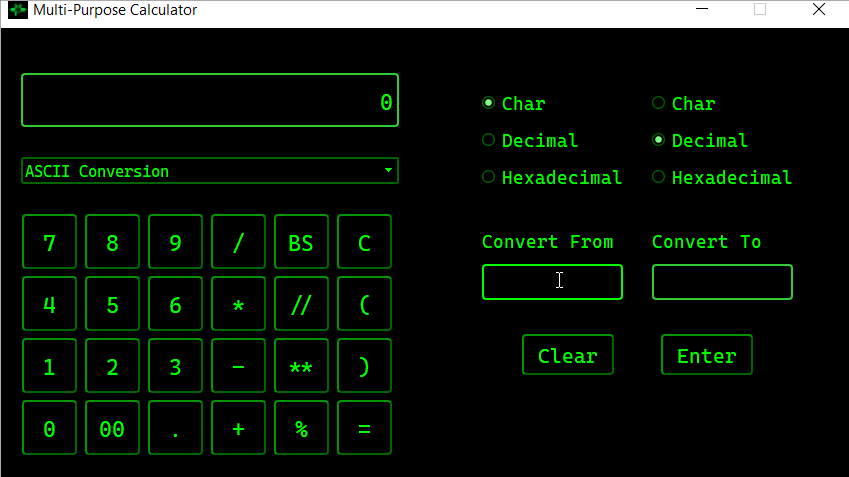 Multi-Purpose Calculator
0
ASCII Conversion
7 8 9 / BS C
4 5 6 * // (
1 2 3 - ** )
0 00 . + % =
Char Char
Decimal Decimal
Hexadecimal Hexadecimal
Convert From Convert To
Clear Enter